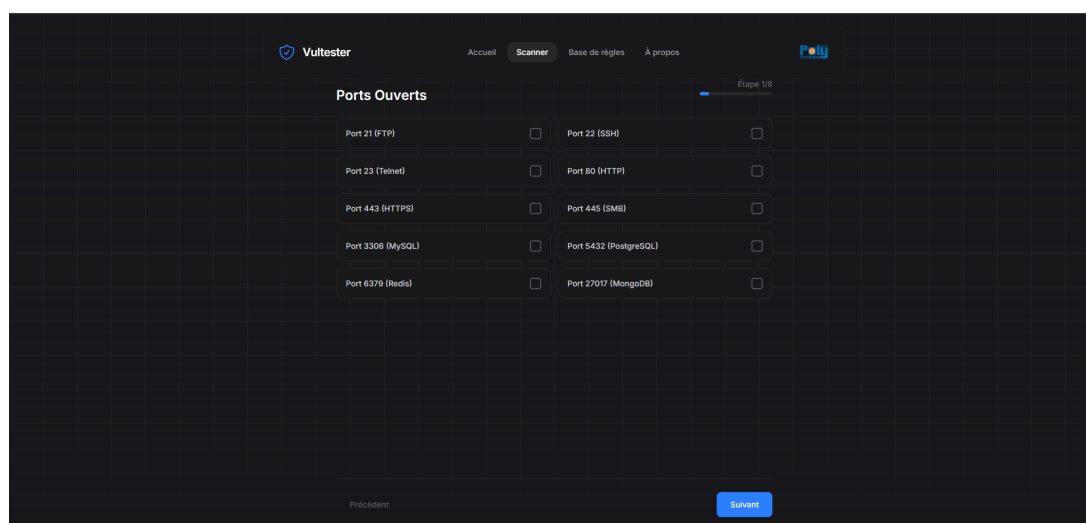 Vultester
Accueil Scanner Base de règles À propos
Poly
Ports Ouverts
Étape 1/8
Port 21 (FTP)
Port 22 (SSH)
Port 23 (Telnet)
Port 80 (HTTP)
Port 443 (HTTPS)
Port 445 (SMB)
Port 3306 (MySQL)
Port 5432 (PostgreSQL)
Port 6379 (Redis)
Port 27017 (MongoDB)
Précédent
Suivant